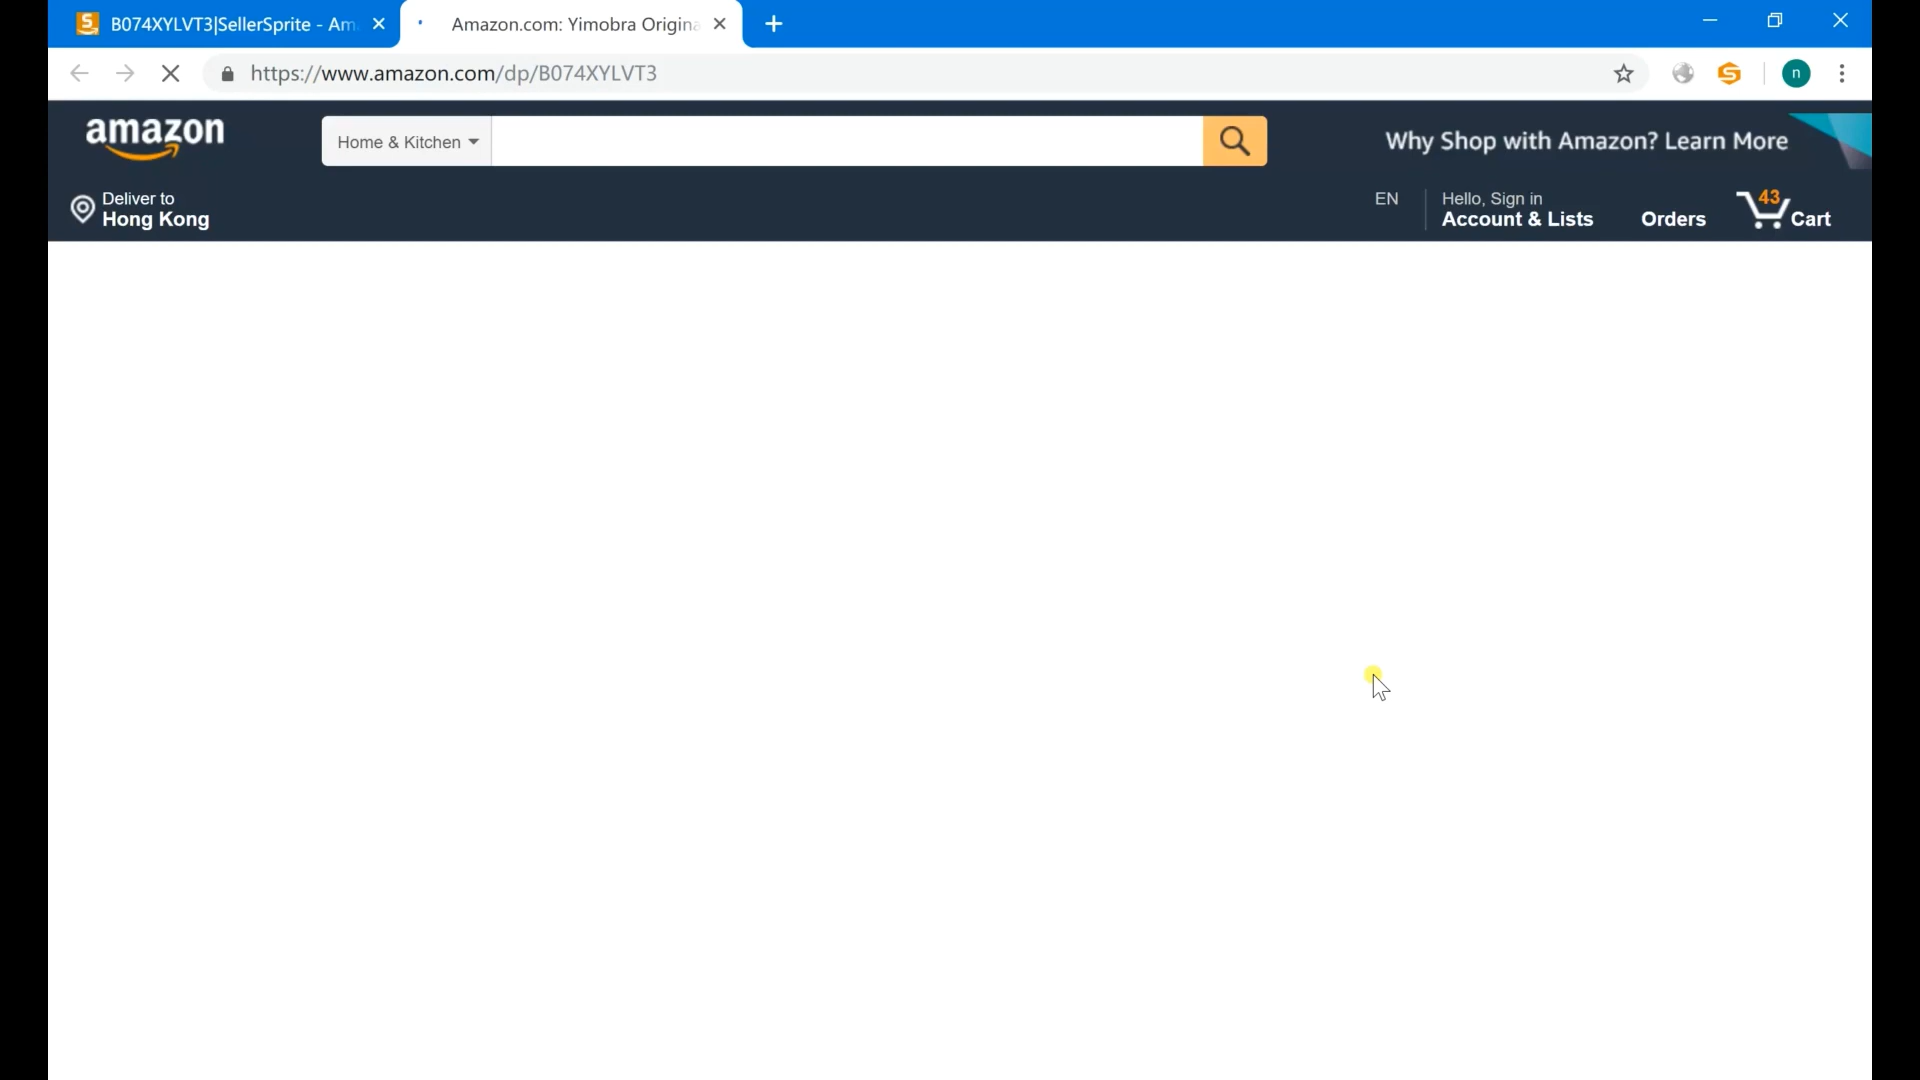 B074XYLVT3|SellerSprite - Am
Amazon.com: Yimobra Origina
https://www.amazon.com/dp/B074XYLVT3
n
amazon
Home & Kitchen
Why Shop with Amazon? Learn More
Deliver to
Hong Kong
EN
Hello, Sign in
Account & Lists
Orders
43
Cart